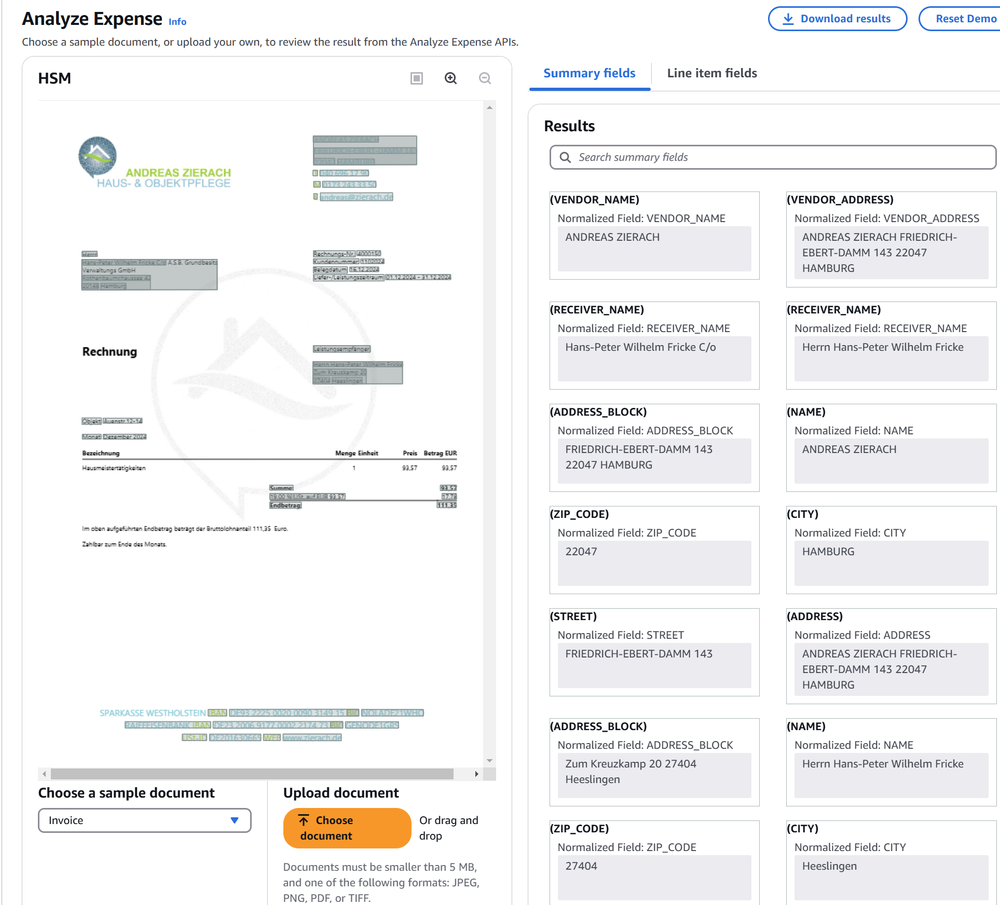 Analyze Expense Info
Download results
Reset Demo
Choose a sample document, or upload your own, to review the result from the Analyze Expense APIs.
HSM
ANDREAS ZIERACH
HAUS- & OBJEKTPFLEGE
ANDREAS ZIERACH
FRIEDRICH-EBERT-DAMM 143
22047 HAMBURG
T 040 696 17 90
M 0173 243 33 50
E andreas@zierach.de
Herrn
Hans-Peter Wilhelm Fricke C/o A.S.B. Grundbesitz
Verwaltungs GmbH
Rothenbaumchaussee 42
20148 Hamburg
Rechnungs-Nr. 4000150
Kundennummer 1102024
Belegdatum 16.12.2024
Liefer-/Leistungszeitraum 01.12.2024 - 31.12.2024
Rechnung
Leistungsempfänger
Herrn Hans-Peter Wilhelm Fricke
Zum Kreuzkamp 20
27404 Heeslingen
Objekt Auenstr.12-14
Monat Dezember 2024
Bezeichnung Menge Einheit Preis Betrag EUR
Hausmeistertätigkeiten 1 93,57 93,57
Summe 93,57
19,00 % USt. auf EUR 93,57 17,78
Endbetrag 111,35
Im oben aufgeführten Endbetrag beträgt der Bruttolohnanteil 111,35 Euro.
Zahlbar zum Ende des Monats.
SPARKASSE WESTHOLSTEIN IBAN DE93 2225 0020 0090 3149 15 BIC NOLADE21WHO
RAIFFEISENBANK IBAN DE23 2006 9177 0002 2174 73 BIC GENODE1GRS
USt-ID DE201630665 WEB www.zierach.de
Choose a sample document
Invoice
Upload document
Choose
document
Or drag and
drop
Documents must be smaller than 5 MB,
and one of the following formats: JPEG,
PNG, PDF, or TIFF.
Summary fields
Line item fields
Results
Search summary fields
(VENDOR_NAME)
Normalized Field: VENDOR_NAME
ANDREAS ZIERACH
(VENDOR_ADDRESS)
Normalized Field: VENDOR_ADDRESS
ANDREAS ZIERACH FRIEDRICH-
EBERT-DAMM 143 22047
HAMBURG
(RECEIVER_NAME)
Normalized Field: RECEIVER_NAME
Hans-Peter Wilhelm Fricke C/o
(RECEIVER_NAME)
Normalized Field: RECEIVER_NAME
Herrn Hans-Peter Wilhelm Fricke
(ADDRESS_BLOCK)
Normalized Field: ADDRESS_BLOCK
FRIEDRICH-EBERT-DAMM 143
22047 HAMBURG
(NAME)
Normalized Field: NAME
ANDREAS ZIERACH
(ZIP_CODE)
Normalized Field: ZIP_CODE
22047
(CITY)
Normalized Field: CITY
HAMBURG
(STREET)
Normalized Field: STREET
FRIEDRICH-EBERT-DAMM 143
(ADDRESS)
Normalized Field: ADDRESS
ANDREAS ZIERACH FRIEDRICH-
EBERT-DAMM 143 22047
HAMBURG
(ADDRESS_BLOCK)
Normalized Field: ADDRESS_BLOCK
Zum Kreuzkamp 20 27404
Heeslingen
(NAME)
Normalized Field: NAME
Herrn Hans-Peter Wilhelm Fricke
(ZIP_CODE)
Normalized Field: ZIP_CODE
27404
(CITY)
Normalized Field: CITY
Heeslingen